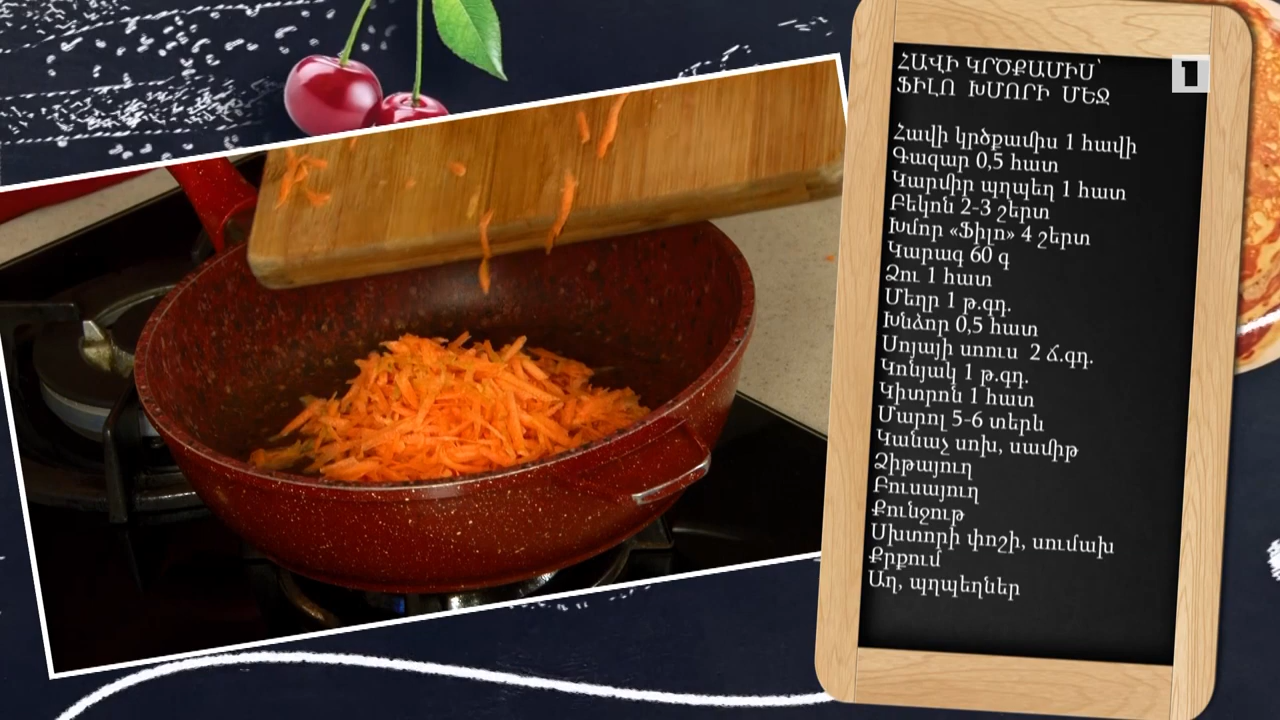 ՀԱՎԻ ԿՐԾՔԱՄԻՍ՝
ՖԻԼՈ ԽՄՈՐԻ ՄԵՋ
1
Հավի կրծքամիս 1 հավի
Գազար 0,5 հատ
Կարմիր պղպեղ 1 հատ
Բեկոն 2-3 շերտ
Խմոր «Ֆիլո» 4 շերտ
Կարագ 60 գ
Ձու 1 հատ
Մեղր 1 թ.գդ.
Խնձոր 0,5 հատ
Սոյայի սոուս 2 ճ.գդ.
Կոնյակ 1 թ.գդ.
Կիտրոն 1 հատ
Մարոլ 5-6 տերև
Կանաչ սոխ, սամիթ
Ձիթայուղ
Բուսայուղ
Քունջութ
Սխտորի փոշի, սումախ
Քրքում
Աղ, պղպեղներ